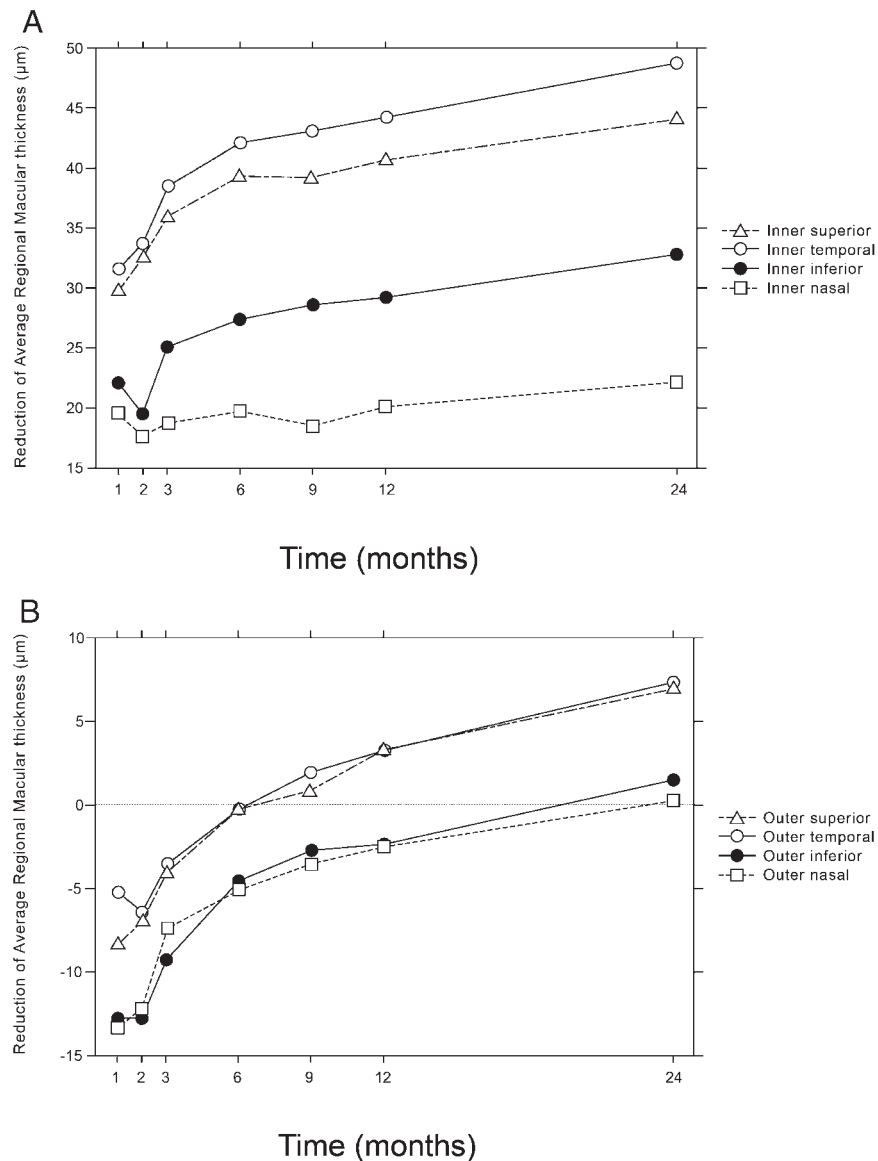 A
Reduction of Average Regional Macular thickness (µm)
50
45
40
35
30
25
20
15
1 2 3 6 9 12 24
Time (months)
Inner superior
Inner temporal
Inner inferior
Inner nasal
B
Reduction of Average Regional Macular thickness (µm)
10
5
0
-5
-10
-15
1 2 3 6 9 12 24
Time (months)
Outer superior
Outer temporal
Outer inferior
Outer nasal